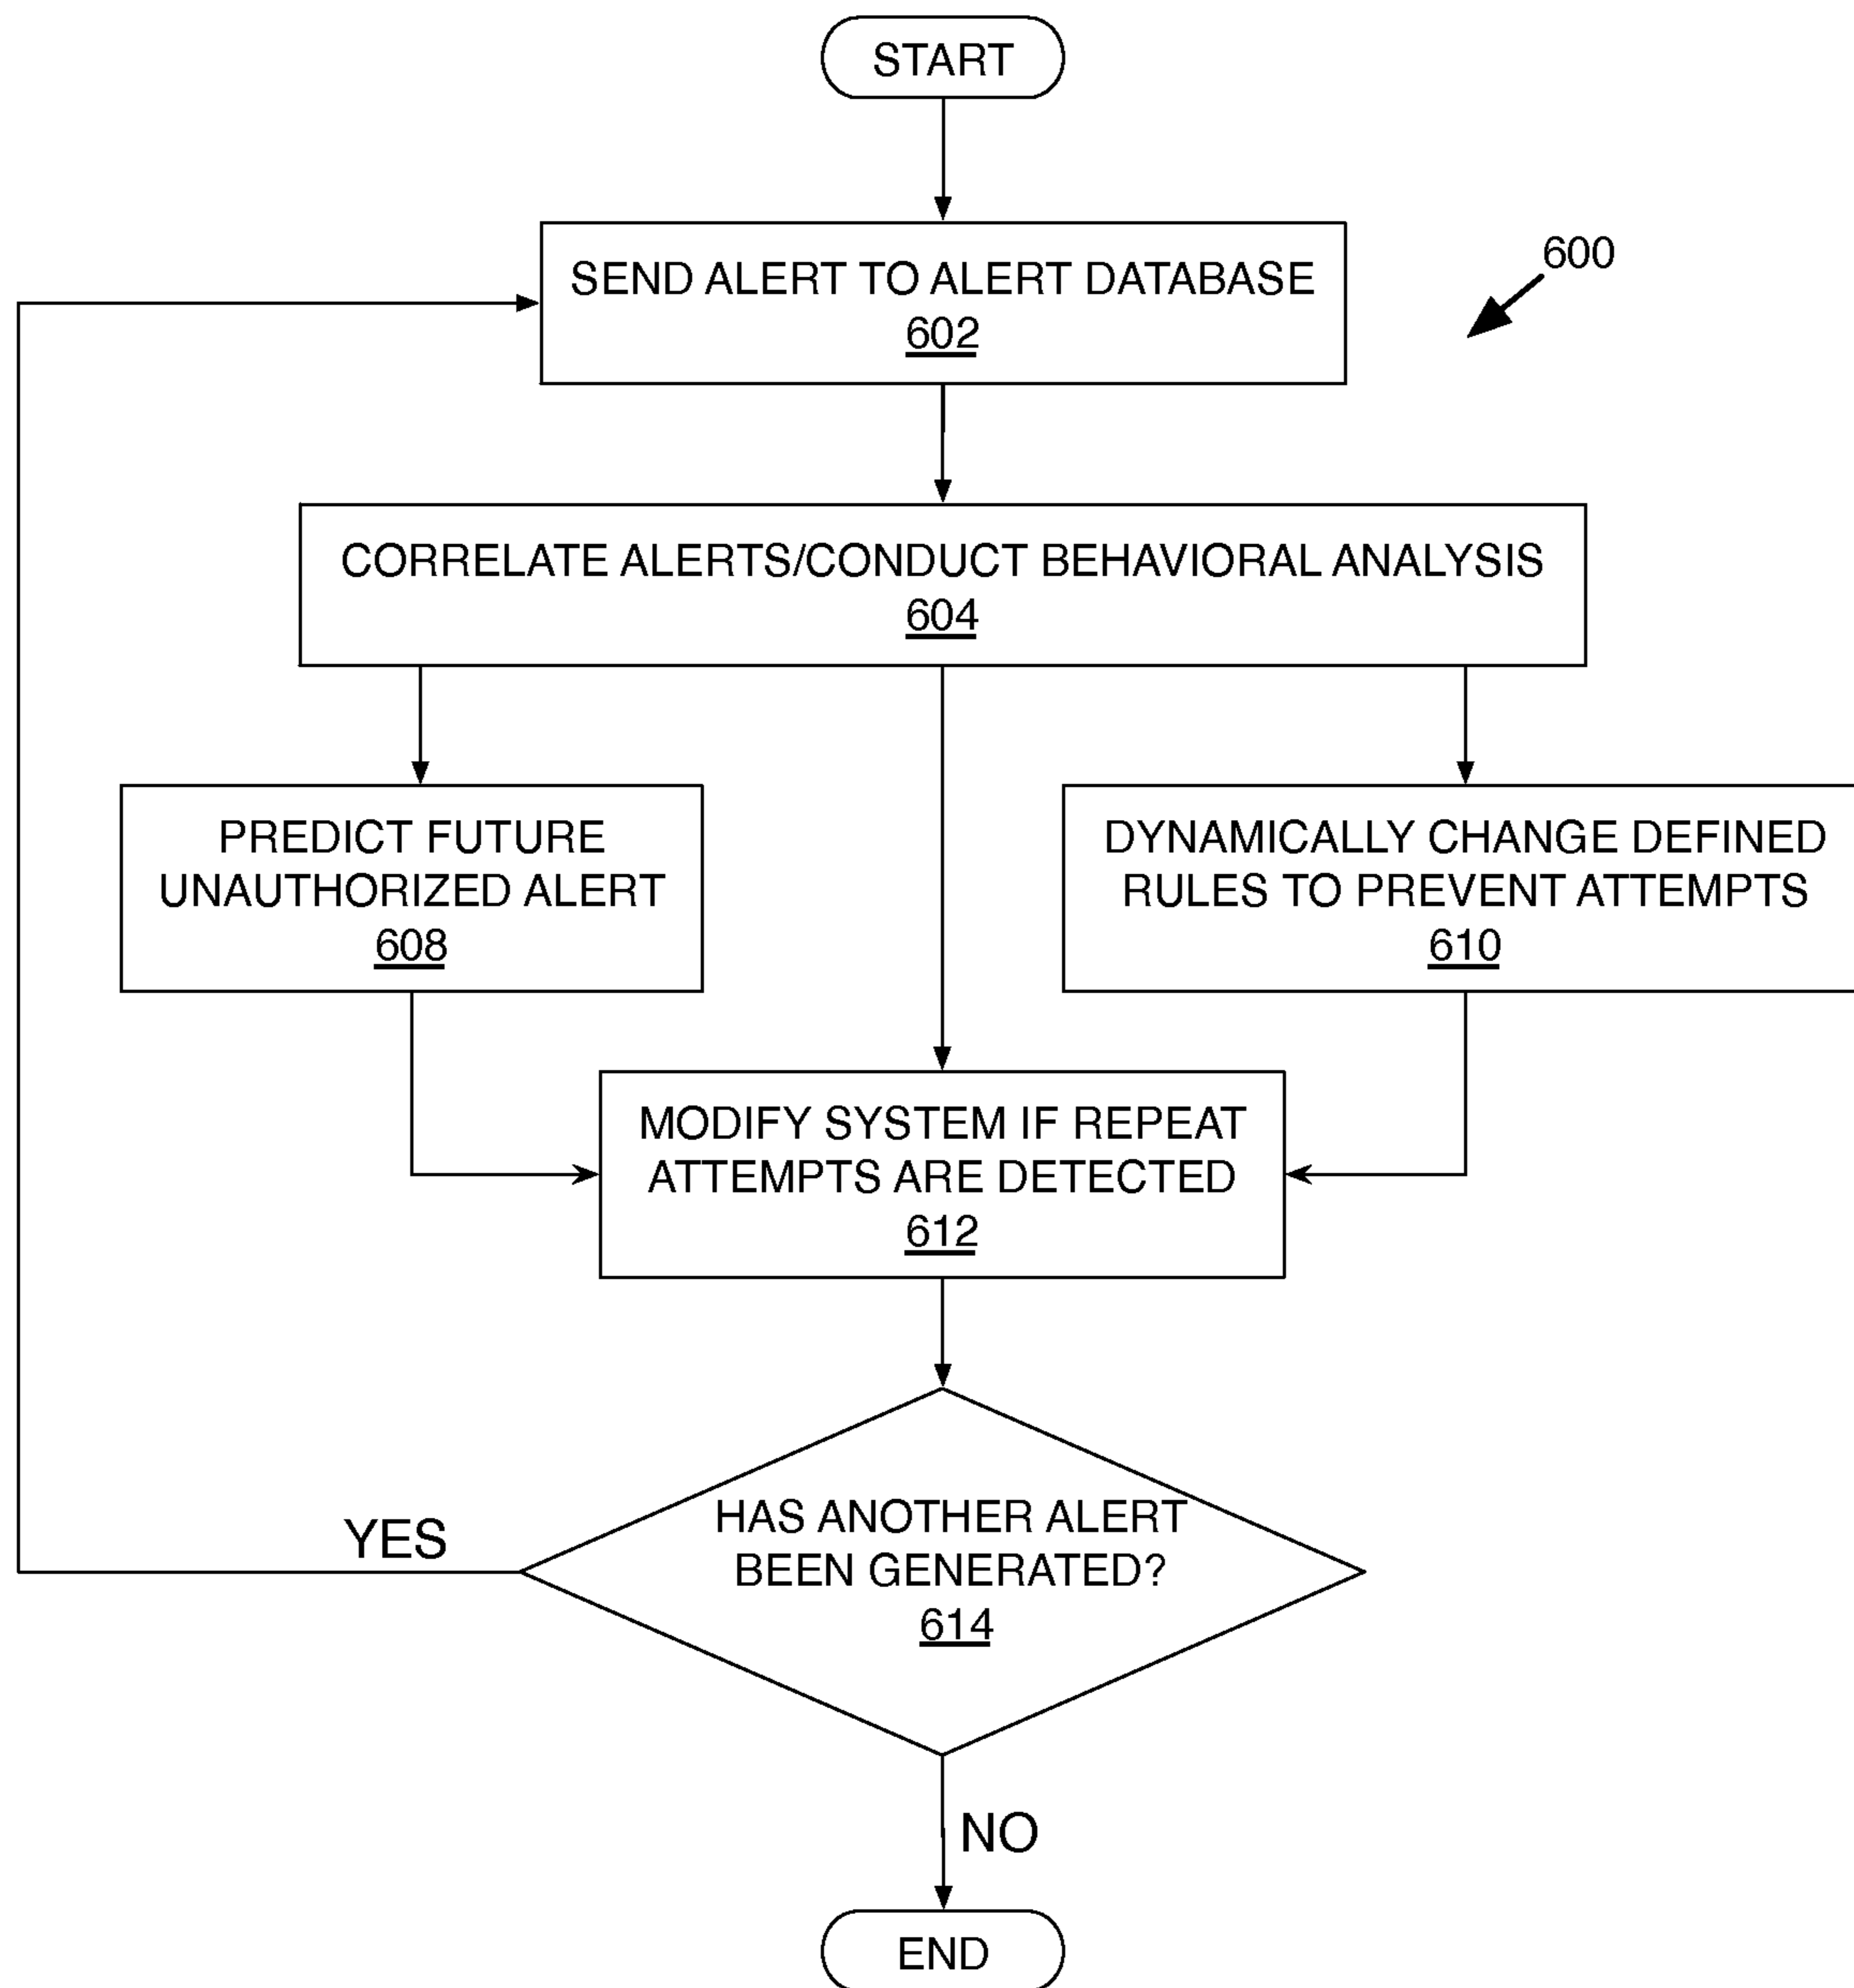 START
SEND ALERT TO ALERT DATABASE
602
600
CORRELATE ALERTS/CONDUCT BEHAVIORAL ANALYSIS
604
PREDICT FUTURE
UNAUTHORIZED ALERT
608
DYNAMICALLY CHANGE DEFINED
RULES TO PREVENT ATTEMPTS
610
MODIFY SYSTEM IF REPEAT
ATTEMPTS ARE DETECTED
612
HAS ANOTHER ALERT
BEEN GENERATED?
614
YES
NO
END